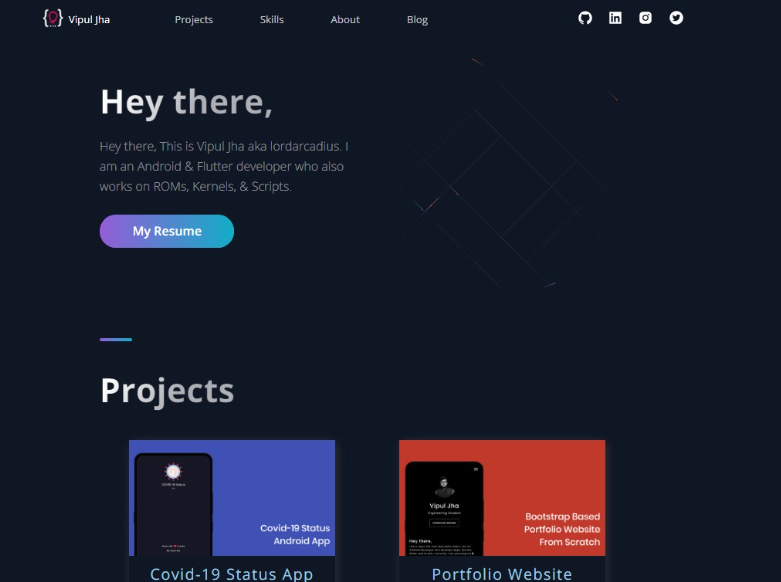 Vipul Jha
Projects
Skills
About
Blog
Hey there,
Hey there, This is Vipul Jha aka lordarcadius. I
am an Android & Flutter developer who also
works on ROMs, Kernels, & Scripts.
My Resume
Projects
Covid-19 Status
Android App
Covid-19 Status App
Vipul Jha
Hey there,
Bootstrap Based
Portfolio Website
From Scratch
Portfolio Website